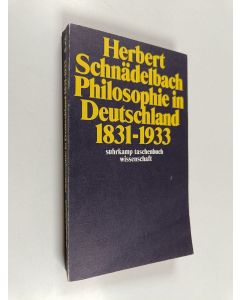 Herbert
Schnädelbach
Philosophie in
Deutschland
1831-1933
suhrkamp taschenbuch
wissenschaft